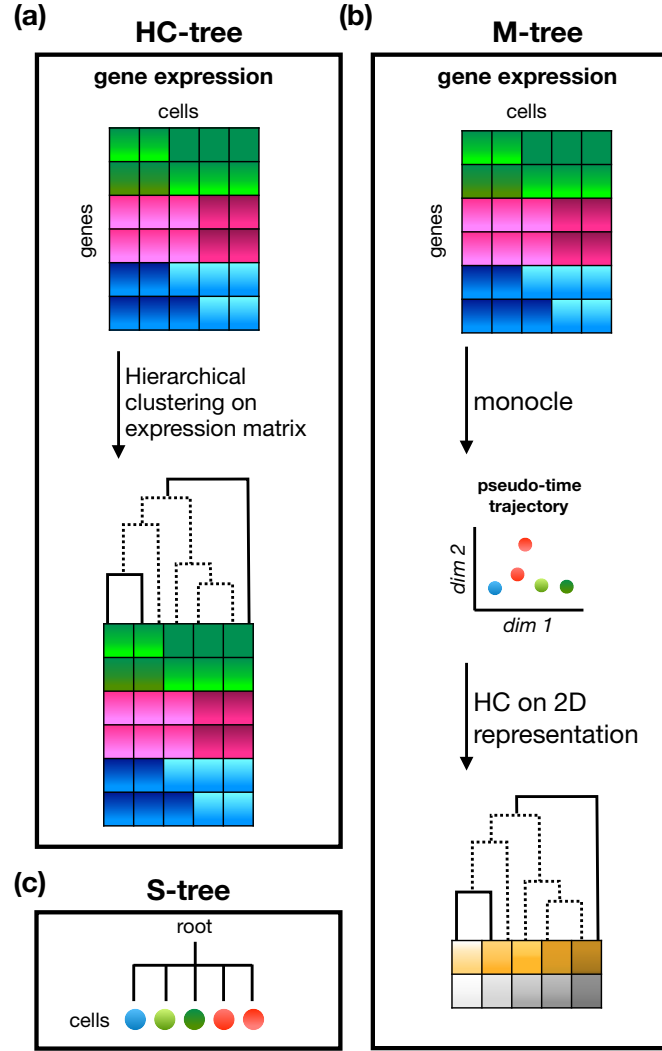 (a)
HC-tree
gene expression
cells
genes
Hierarchical
clustering on
expression matrix
(b)
M-tree
gene expression
cells
genes
monocle
pseudo-time
trajectory
dim 2
dim 1
HC on 2D
representation
(c)
S-tree
root
cells